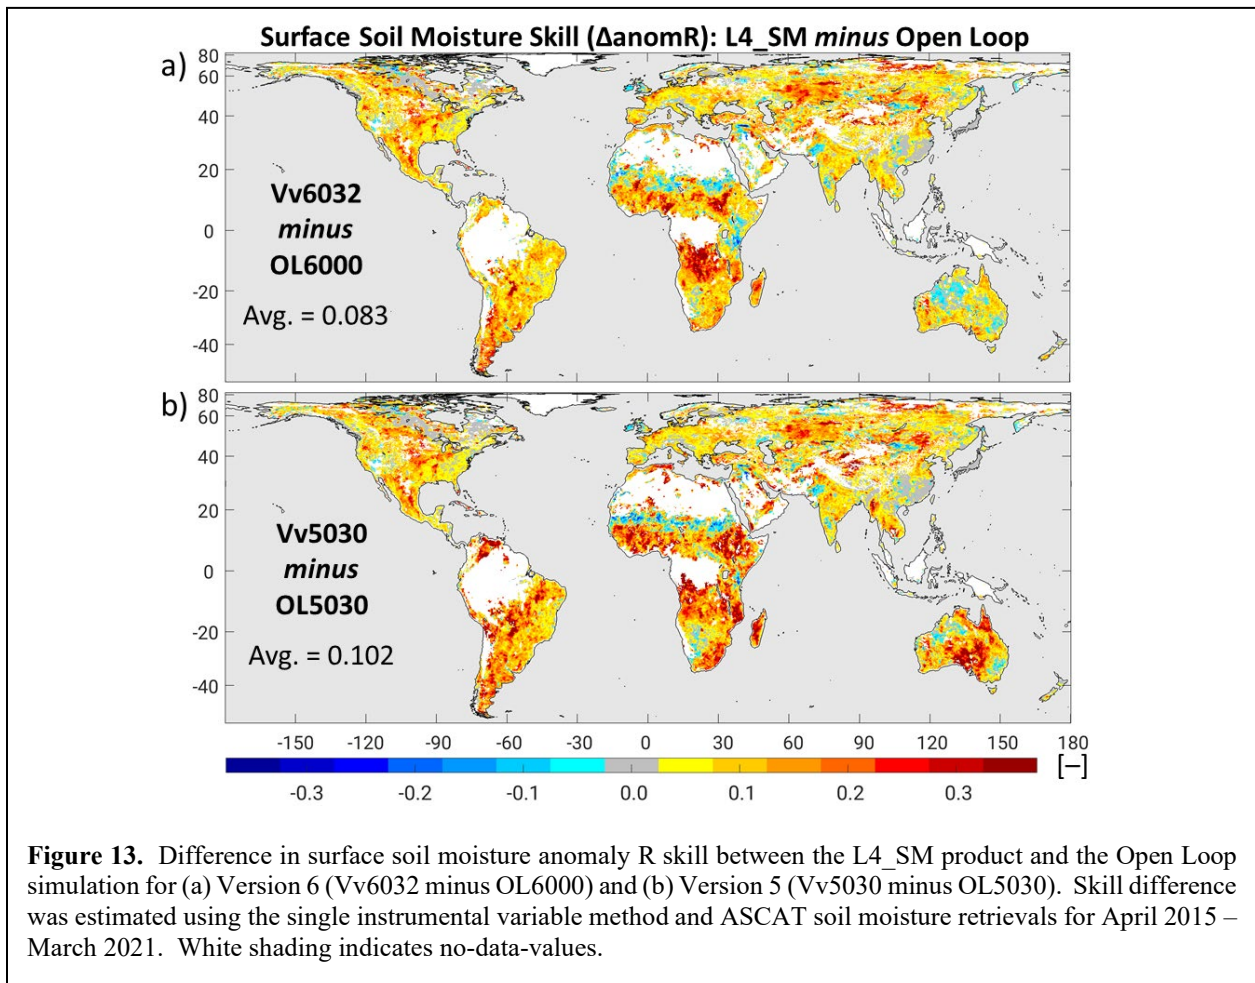 Surface Soil Moisture Skill (ΔanomR): L4_SM minus Open Loop
a)
80
60
40
20
0
-20
-40
Vv6032
minus
OL6000
Avg. = 0.083
b)
80
60
40
20
0
-20
-40
Vv5030
minus
OL5030
Avg. = 0.102
-150 -120 -90 -60 -30 0 30 60 90 120 150 180
[–]
-0.3 -0.2 -0.1 0.0 0.1 0.2 0.3
Figure 13. Difference in surface soil moisture anomaly R skill between the L4_SM product and the Open Loop
simulation for (a) Version 6 (Vv6032 minus OL6000) and (b) Version 5 (Vv5030 minus OL5030). Skill difference
was estimated using the single instrumental variable method and ASCAT soil moisture retrievals for April 2015 –
March 2021. White shading indicates no-data-values.